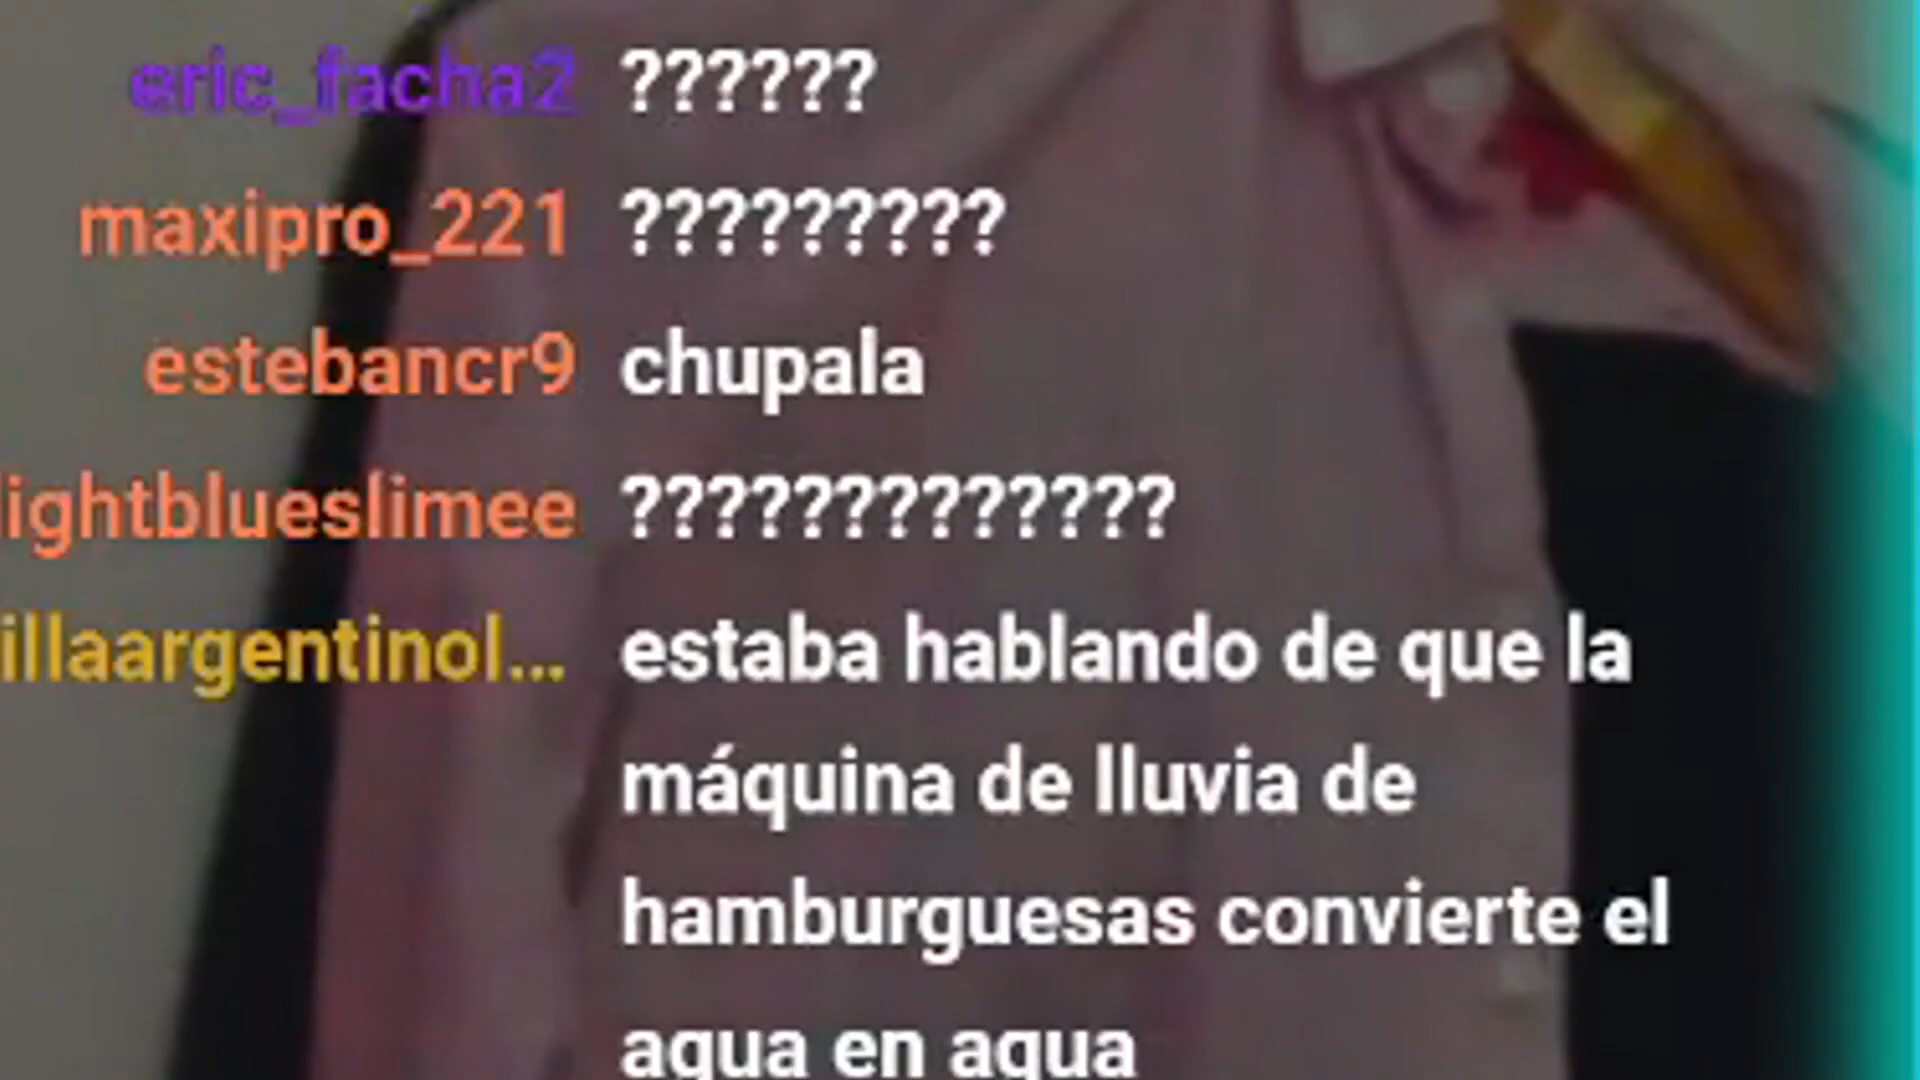 eric_facha2 ??????
maxipro_221 ?????????
estebancr9 chupala
lightblueslimee ?????????????
illaargentinol... estaba hablando de que la
máquina de lluvia de
hamburguesas convierte el
agua en agua